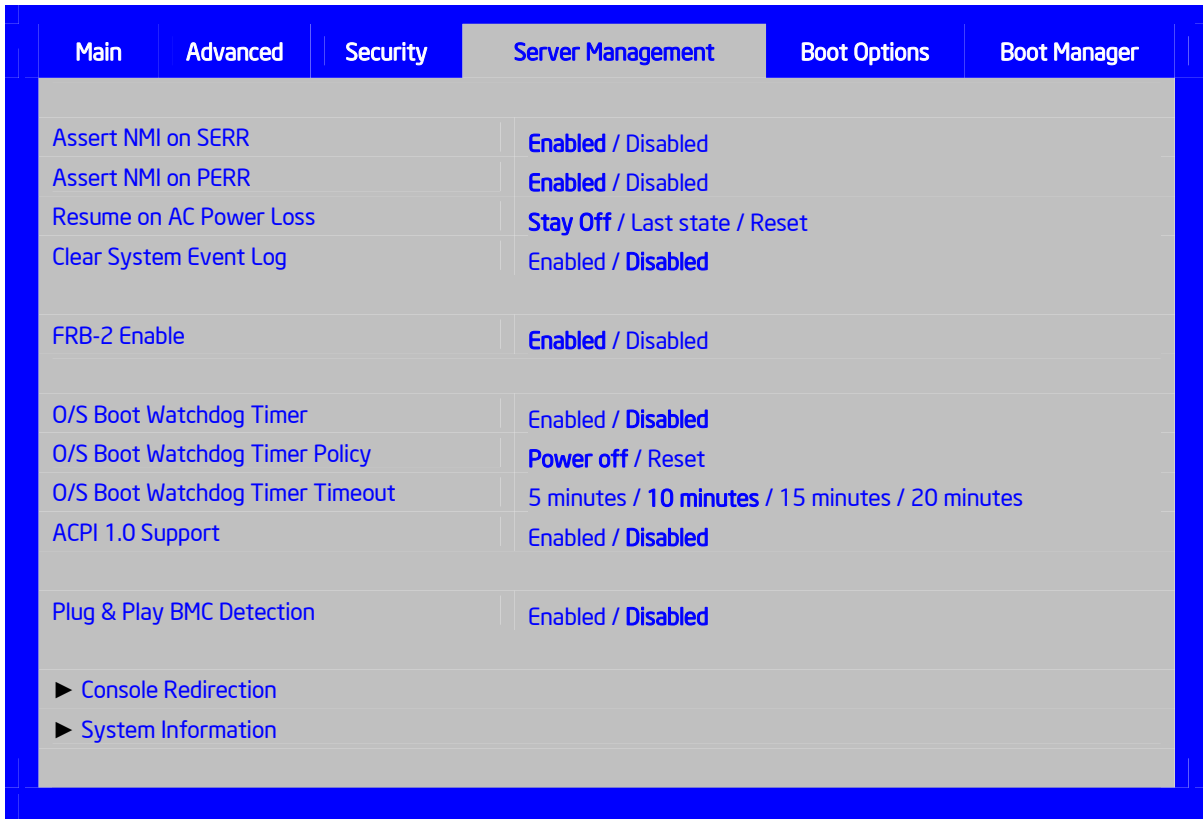 Main Advanced Security Server Management Boot Options Boot Manager
Assert NMI on SERR Enabled / Disabled
Assert NMI on PERR Enabled / Disabled
Resume on AC Power Loss Stay Off / Last state / Reset
Clear System Event Log Enabled / Disabled
FRB-2 Enable Enabled / Disabled
O/S Boot Watchdog Timer Enabled / Disabled
O/S Boot Watchdog Timer Policy Power off / Reset
O/S Boot Watchdog Timer Timeout 5 minutes / 10 minutes / 15 minutes / 20 minutes
ACPI 1.0 Support Enabled / Disabled
Plug & Play BMC Detection Enabled / Disabled
► Console Redirection
► System Information